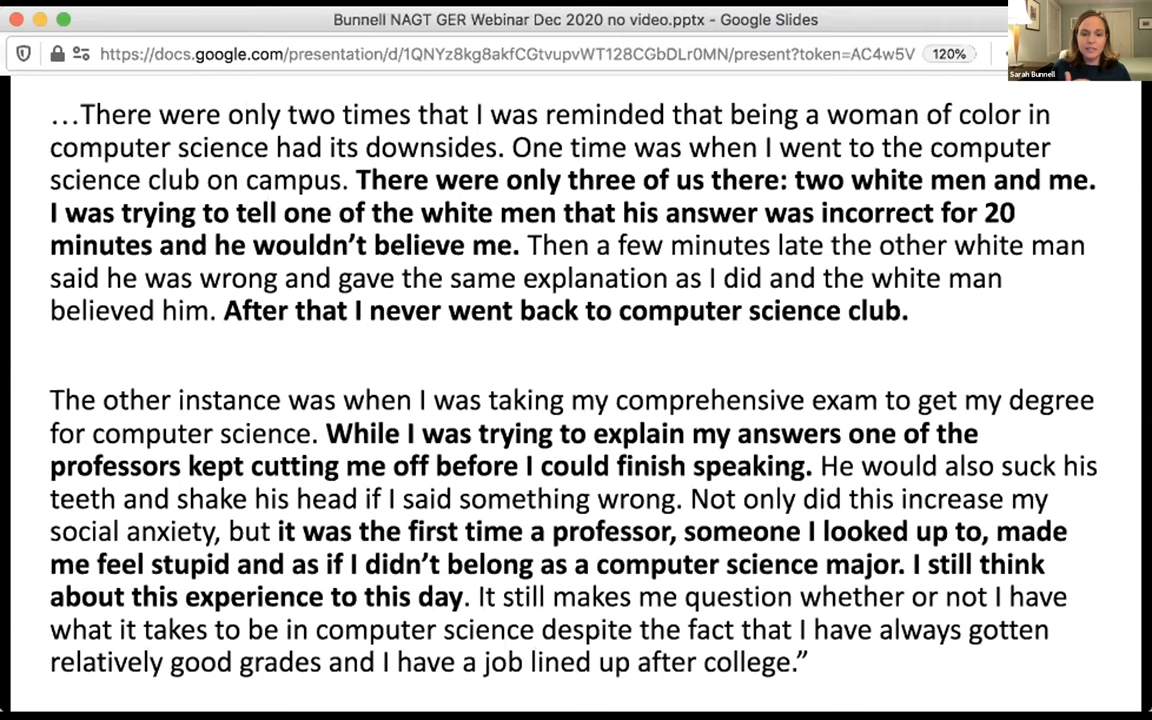 Bunnell NAGT GER Webinar Dec 2020 no video.pptx - Google Slides
https://docs.google.com/presentation/d/1QNYz8kg8akfCGtvupvWT128CGbDLr0MN/present?token=AC4w5V
120%
Sarah Bunnell
…There were only two times that I was reminded that being a woman of color in
computer science had its downsides. One time was when I went to the computer
science club on campus. There were only three of us there: two white men and me.
I was trying to tell one of the white men that his answer was incorrect for 20
minutes and he wouldn’t believe me. Then a few minutes late the other white man
said he was wrong and gave the same explanation as I did and the white man
believed him. After that I never went back to computer science club.
The other instance was when I was taking my comprehensive exam to get my degree
for computer science. While I was trying to explain my answers one of the
professors kept cutting me off before I could finish speaking. He would also suck his
teeth and shake his head if I said something wrong. Not only did this increase my
social anxiety, but it was the first time a professor, someone I looked up to, made
me feel stupid and as if I didn’t belong as a computer science major. I still think
about this experience to this day. It still makes me question whether or not I have
what it takes to be in computer science despite the fact that I have always gotten
relatively good grades and I have a job lined up after college.”